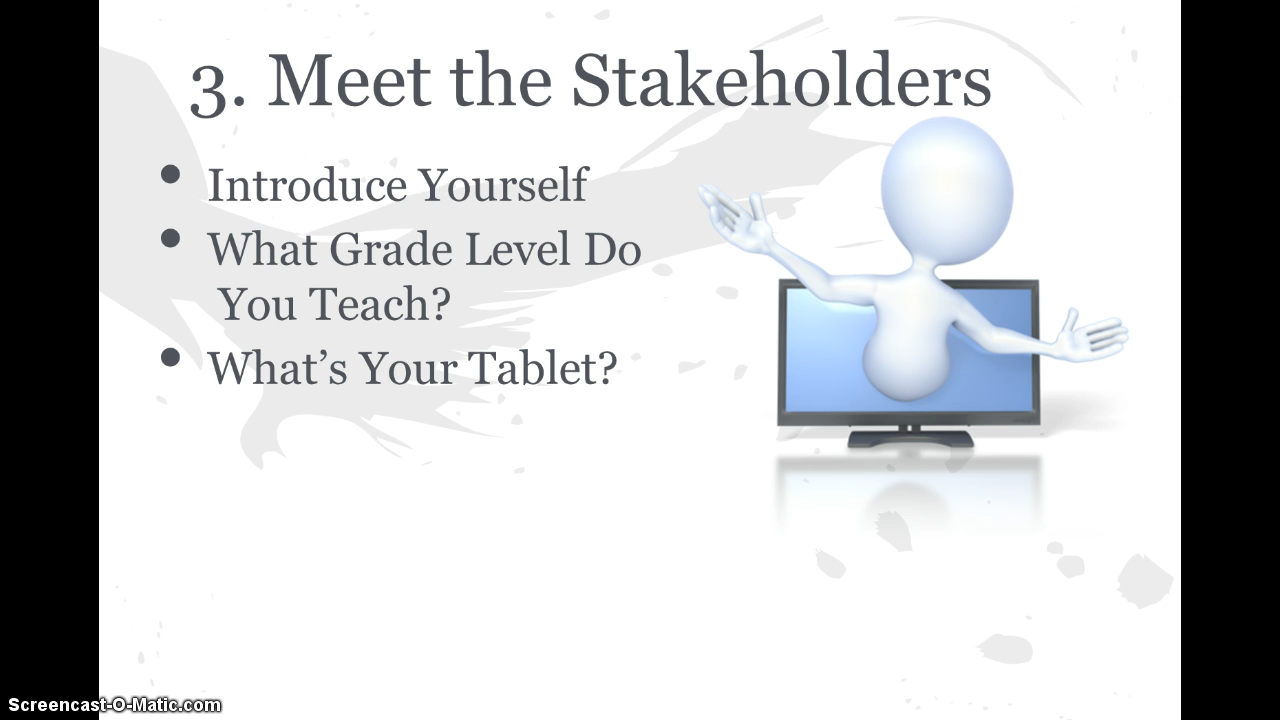 3. Meet the Stakeholders
• Introduce Yourself
• What Grade Level Do
You Teach?
• What’s Your Tablet?
Screencast-O-Matic.com